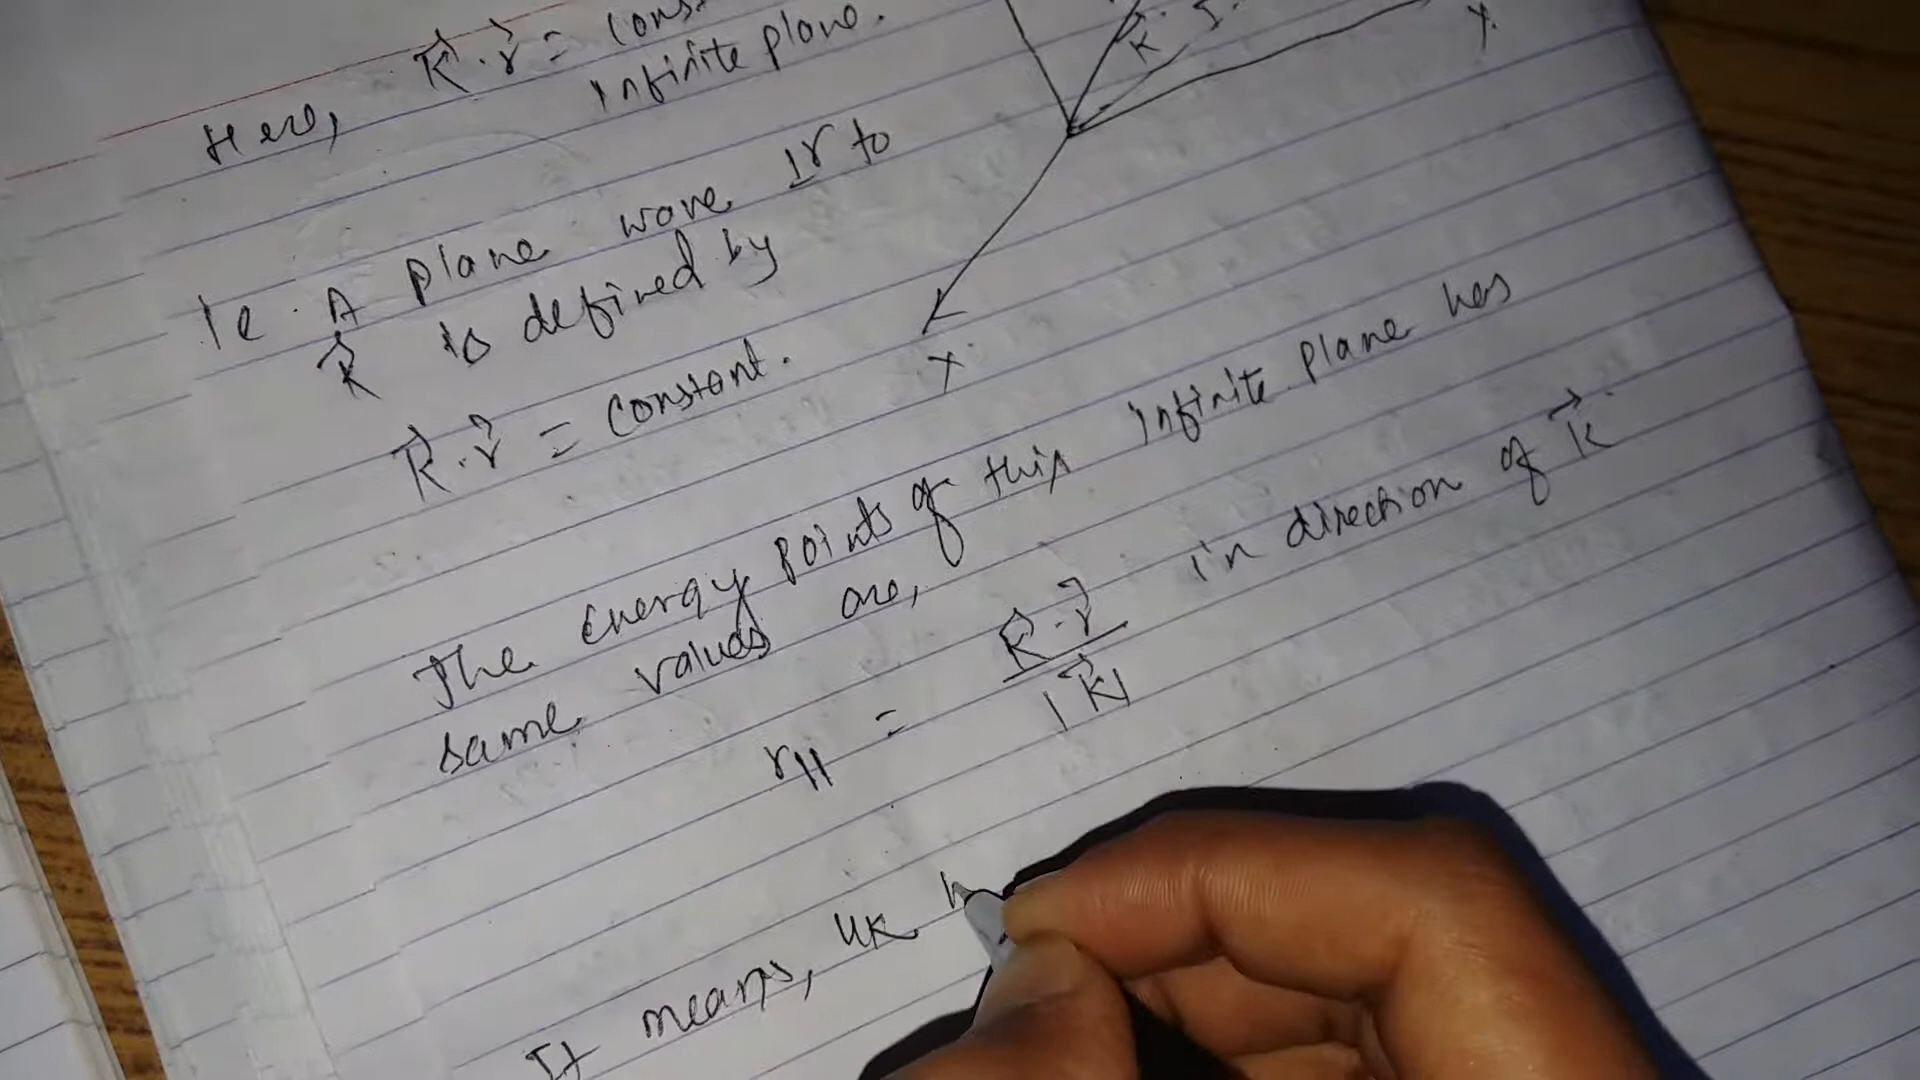 Here, K⃗·r⃗ = cons
infinite plane.
K
Y.
Ie. A plane wave ⊥r to
K⃗ is defined by
K⃗·r⃗ = constant.
X
The energy points of this infinite plane has
same values are,
r|| = K⃗·r⃗ / |K⃗| in direction of K⃗.
It means, uk